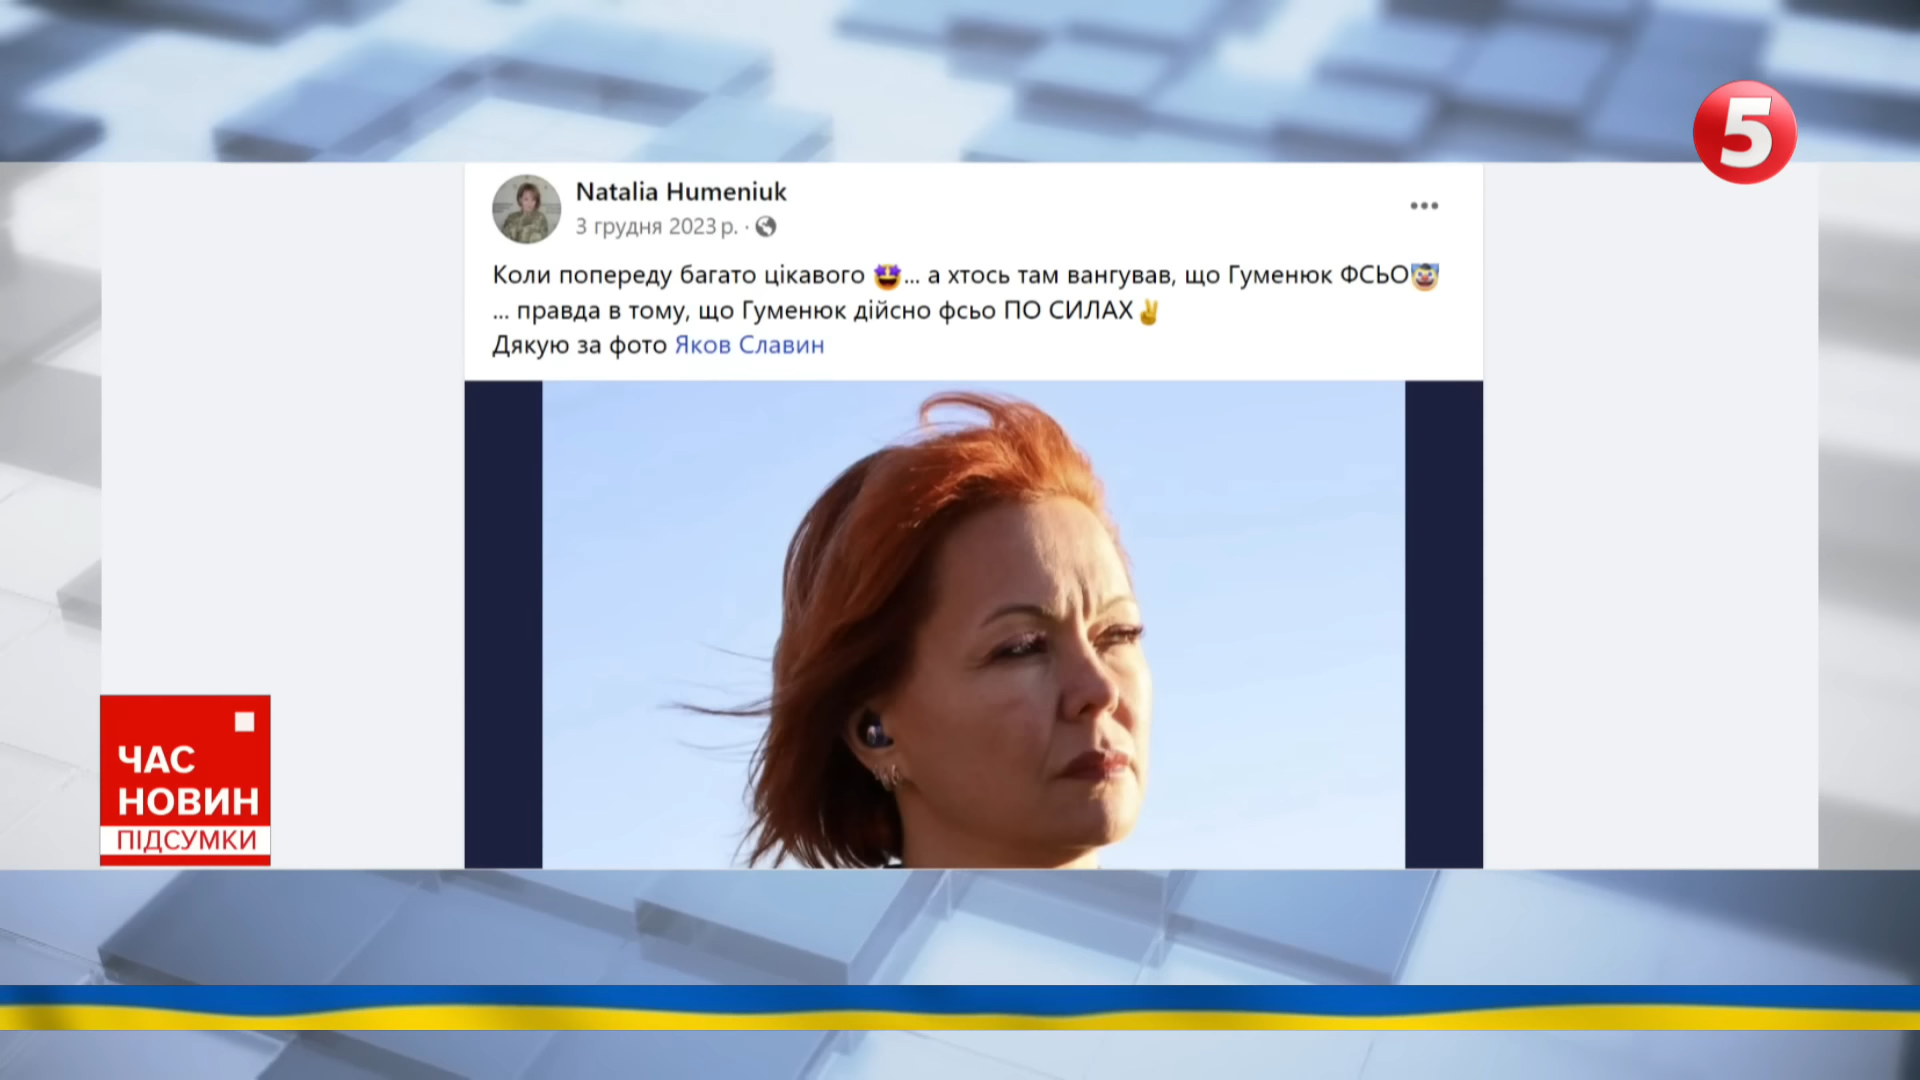 5
Natalia Humeniuk
3 грудня 2023 р. ·
Коли попереду багато цікавого 🤩... а хтось там вангував, що Гуменюк ФСЬО🤡
... правда в тому, що Гуменюк дійсно фсьо ПО СИЛАХ✌
Дякую за фото Яков Славин
ЧАС
НОВИН
ПІДСУМКИ